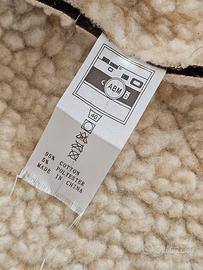 ABM
40
95% COTTON
5% POLYESTER
MADE IN CHINA